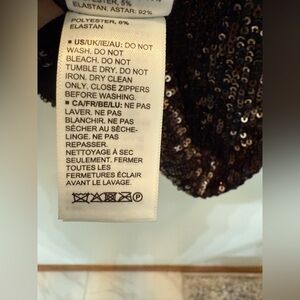 ELASTAN. ASTAR: 92%
POLYESTER, 8%
ELASTAN
■ US/UK/IE/AU: DO NOT
WASH. DO NOT
BLEACH. DO NOT
TUMBLE DRY. DO NOT
IRON. DRY CLEAN
ONLY. CLOSE ZIPPERS
BEFORE WASHING.
■ CA/FR/BE/LU: NE PAS
LAVER. NE PAS
BLANCHIR. NE PAS
SÉCHER AU SÈCHE-
LINGE. NE PAS
REPASSER.
NETTOYAGE À SEC
SEULEMENT. FERMER
TOUTES LES
FERMETURES ÉCLAIR
AVANT LE LAVAGE.
P